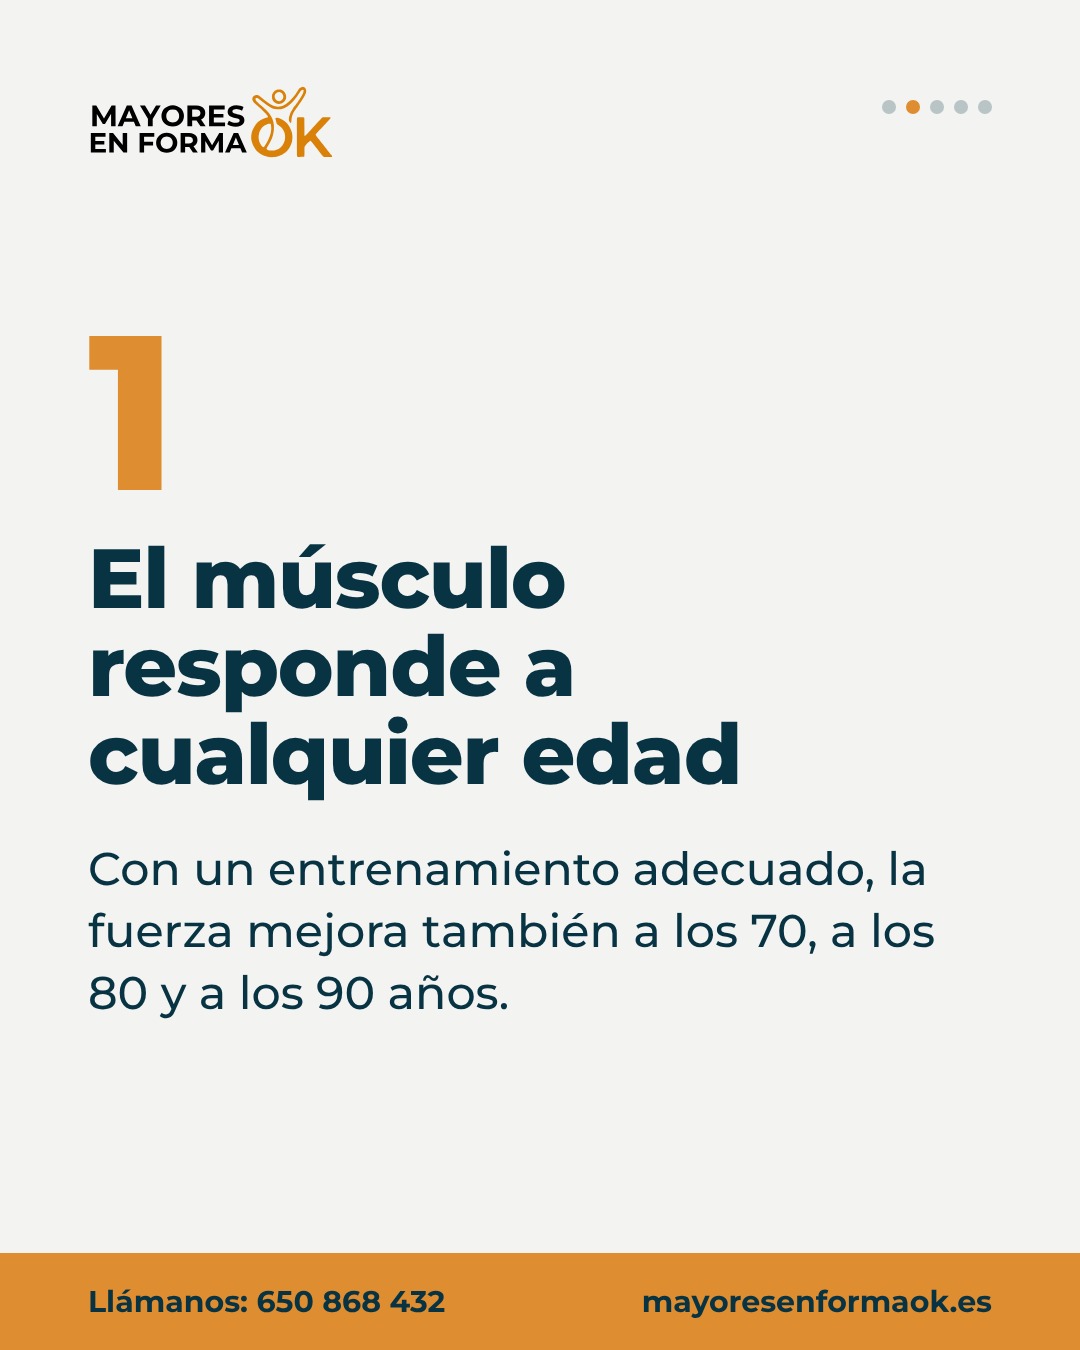 MAYORES
EN FORMA OK
1
El músculo
responde a
cualquier edad
Con un entrenamiento adecuado, la
fuerza mejora también a los 70, a los
80 y a los 90 años.
Llámanos: 650 868 432
mayoresenformaok.es